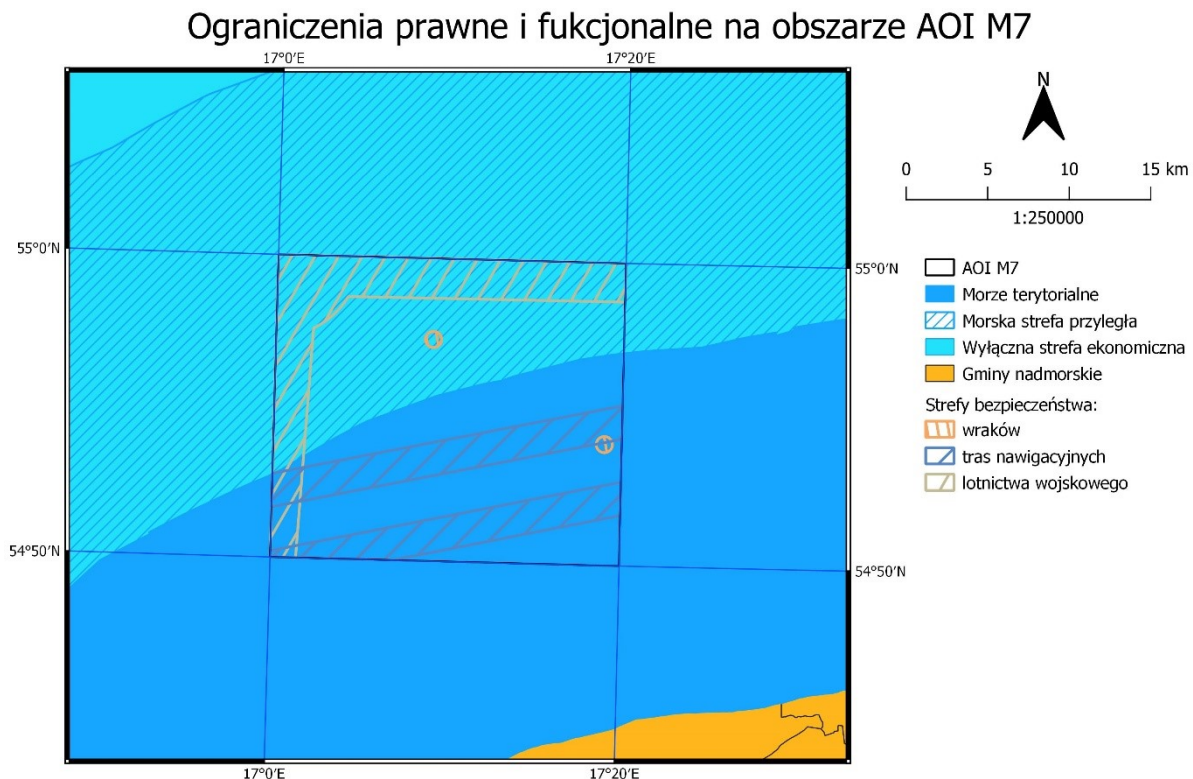 Ograniczenia prawne i fukcjonalne na obszarze AOI M7
17°0′E 17°20′E
N
0 5 10 15 km
1:250000
55°0′N
55°0′N
AOI M7
Morze terytorialne
Morska strefa przyległa
Wyłączna strefa ekonomiczna
Gminy nadmorskie
Strefy bezpieczeństwa:
wraków
tras nawigacyjnych
lotnictwa wojskowego
54°50′N
54°50′N
17°0′E 17°20′E